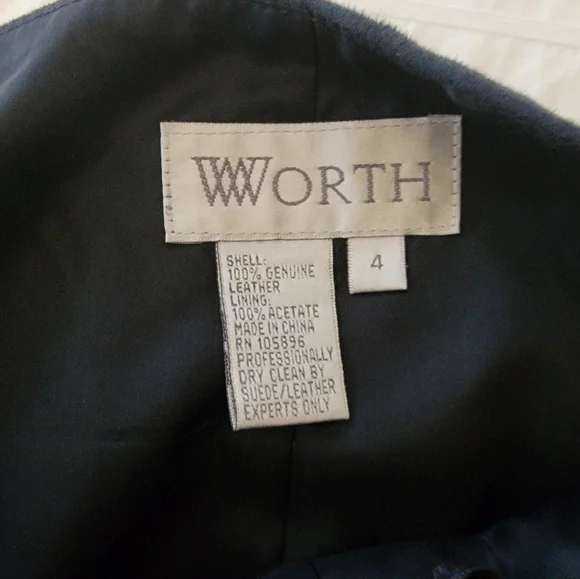 WORTH
4
SHELL:
100% GENUINE
LEATHER
LINING:
100% ACETATE
MADE IN CHINA
RN 105896
PROFESSIONALLY
DRY CLEAN BY
SUEDE/LEATHER
EXPERTS ONLY